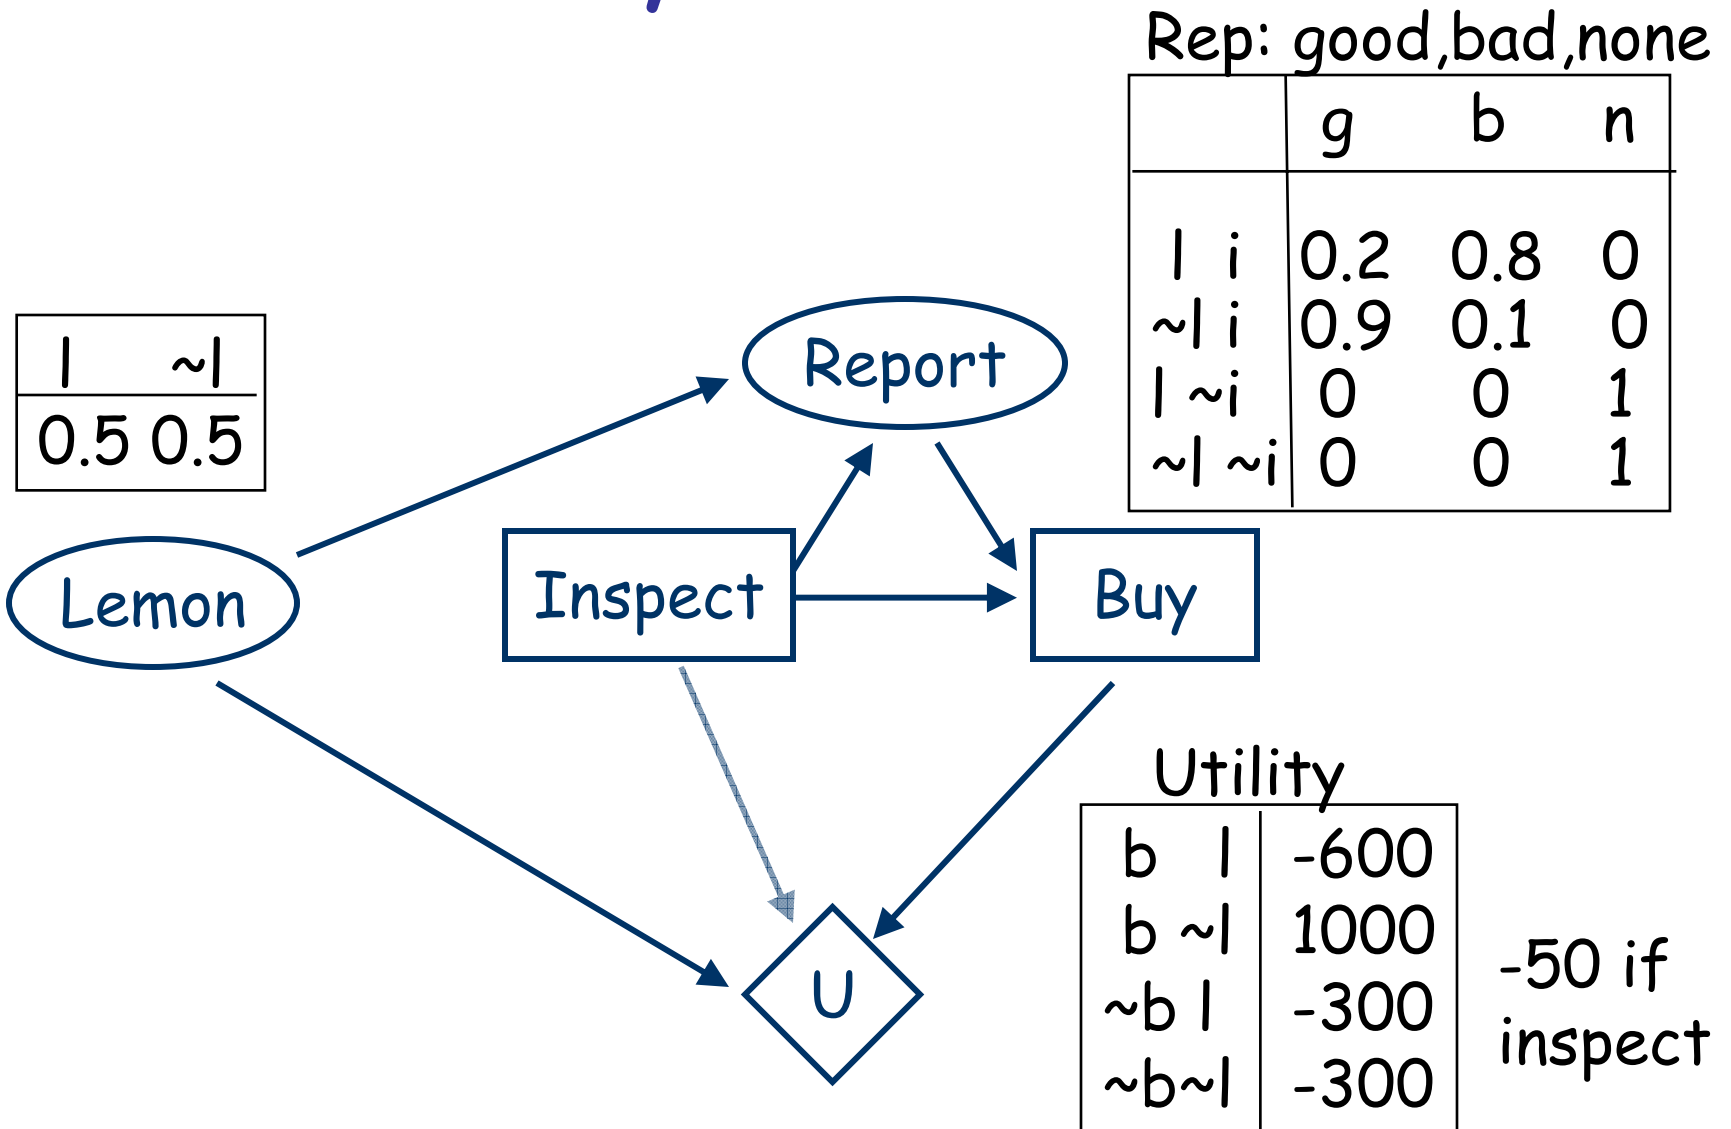 Rep: good,bad,none
g b n
l i 0.2 0.8 0
~l i 0.9 0.1 0
l ~i 0 0 1
~l ~i 0 0 1
l ~l
0.5 0.5
Report
Lemon
Inspect
Buy
U
Utility
b l -600
b ~l 1000
~b l -300
~b~l -300
-50 if
inspect